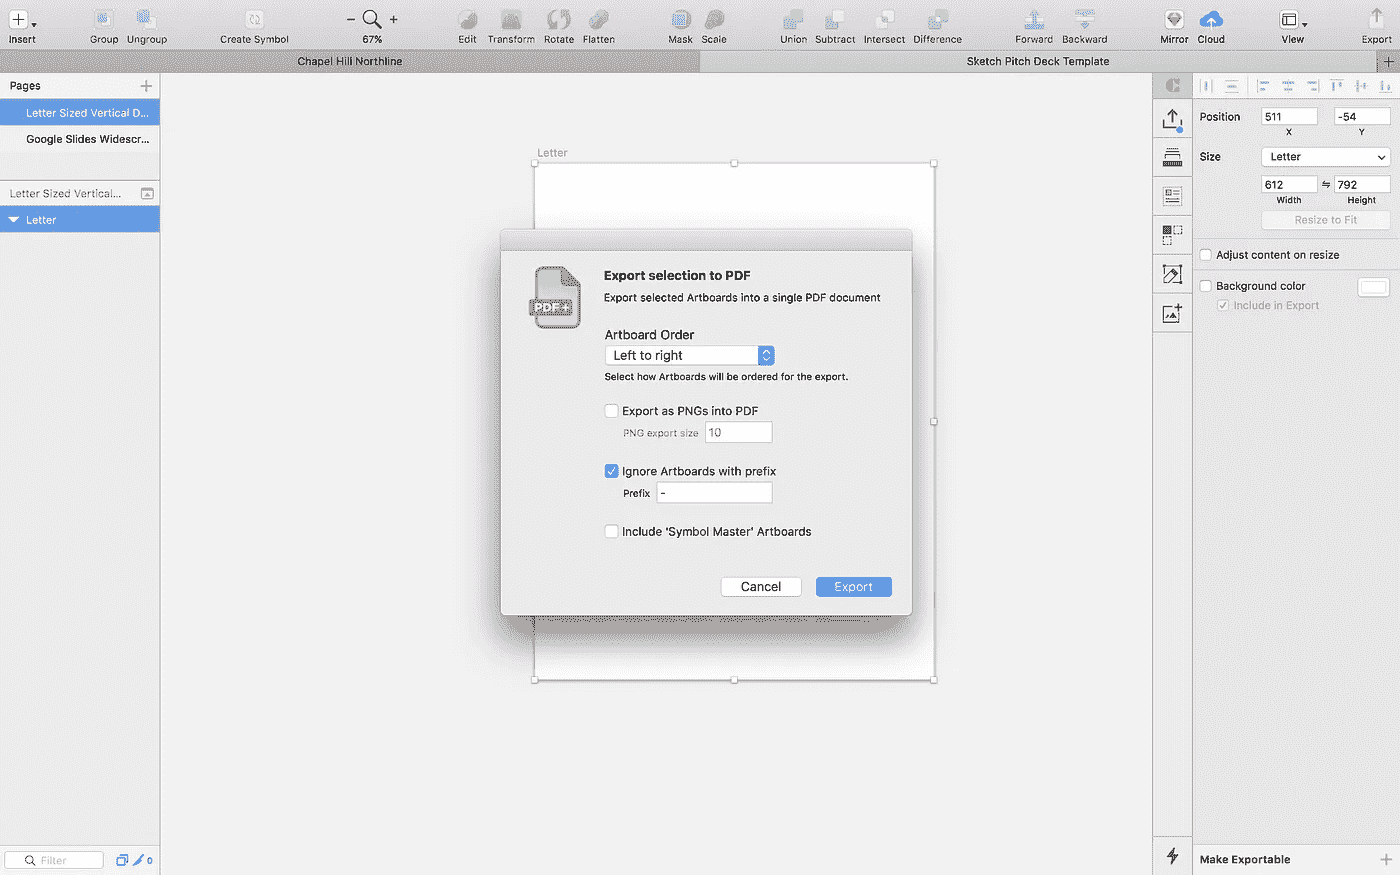 Insert
Group
Ungroup
Create Symbol
67%
Edit
Transform
Rotate
Flatten
Mask
Scale
Union
Subtract
Intersect
Difference
Forward
Backward
Mirror
Cloud
View
Export
Chapel Hill Northline
Sketch Pitch Deck Template
Pages
Letter Sized Vertical D...
Google Slides Widescr...
Letter Sized Vertical...
Letter
Filter
0
Letter
PDF+
Export selection to PDF
Export selected Artboards into a single PDF document
Artboard Order
Left to right
Select how Artboards will be ordered for the export.
Export as PNGs into PDF
PNG export size 10
Ignore Artboards with prefix
Prefix -
Include 'Symbol Master' Artboards
Cancel
Export
Position 511 -54
X Y
Size Letter
612 792
Width Height
Resize to Fit
Adjust content on resize
Background color
Include in Export
Make Exportable